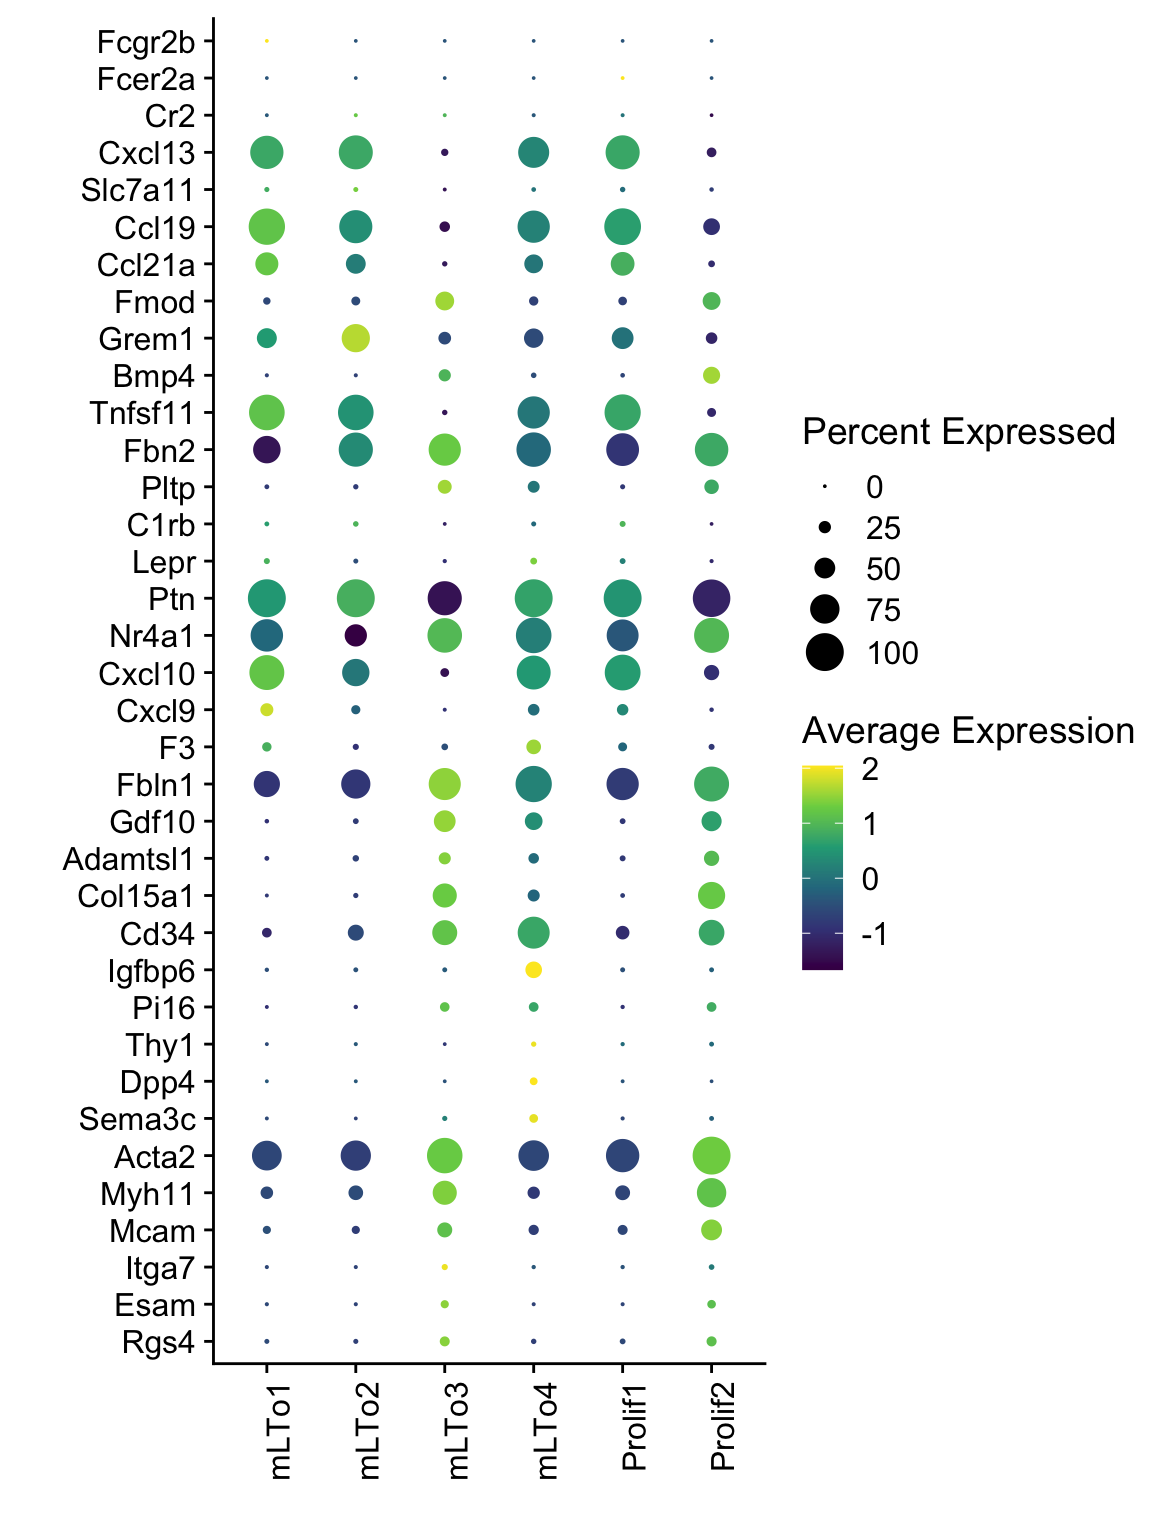 Fcgr2b
Fcer2a
Cr2
Cxcl13
Slc7a11
Ccl19
Ccl21a
Fmod
Grem1
Bmp4
Tnfsf11
Fbn2
Pltp
C1rb
Lepr
Ptn
Nr4a1
Cxcl10
Cxcl9
F3
Fbln1
Gdf10
Adamtsl1
Col15a1
Cd34
Igfbp6
Pi16
Thy1
Dpp4
Sema3c
Acta2
Myh11
Mcam
Itga7
Esam
Rgs4
mLTo1
mLTo2
mLTo3
mLTo4
Prolif1
Prolif2
Percent Expressed
0
25
50
75
100
Average Expression
2
1
0
-1